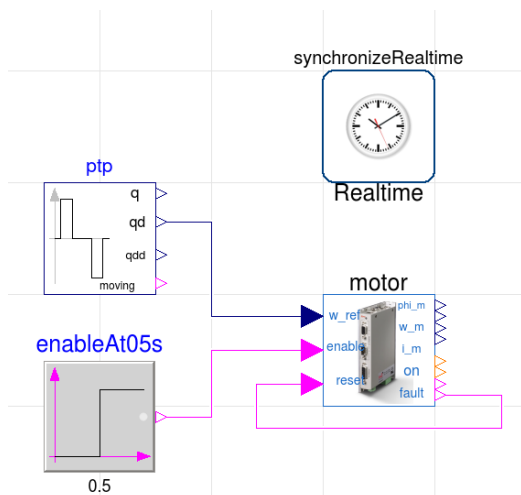 synchronizeRealtime
Realtime
ptp
q
qd
qdd
moving
motor
w_ref
enable
reset
phi_m
w_m
i_m
on
fault
enableAt05s
0.5